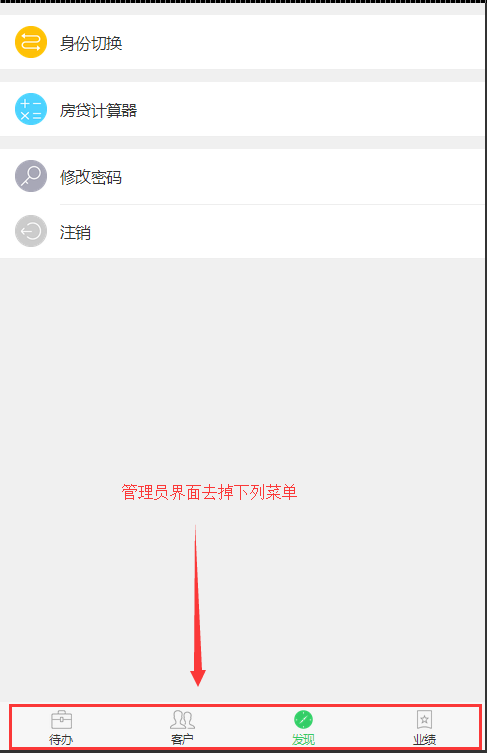 身份切换
房贷计算器
修改密码
注销
管理员界面去掉下列菜单
待办 客户 发现 业绩